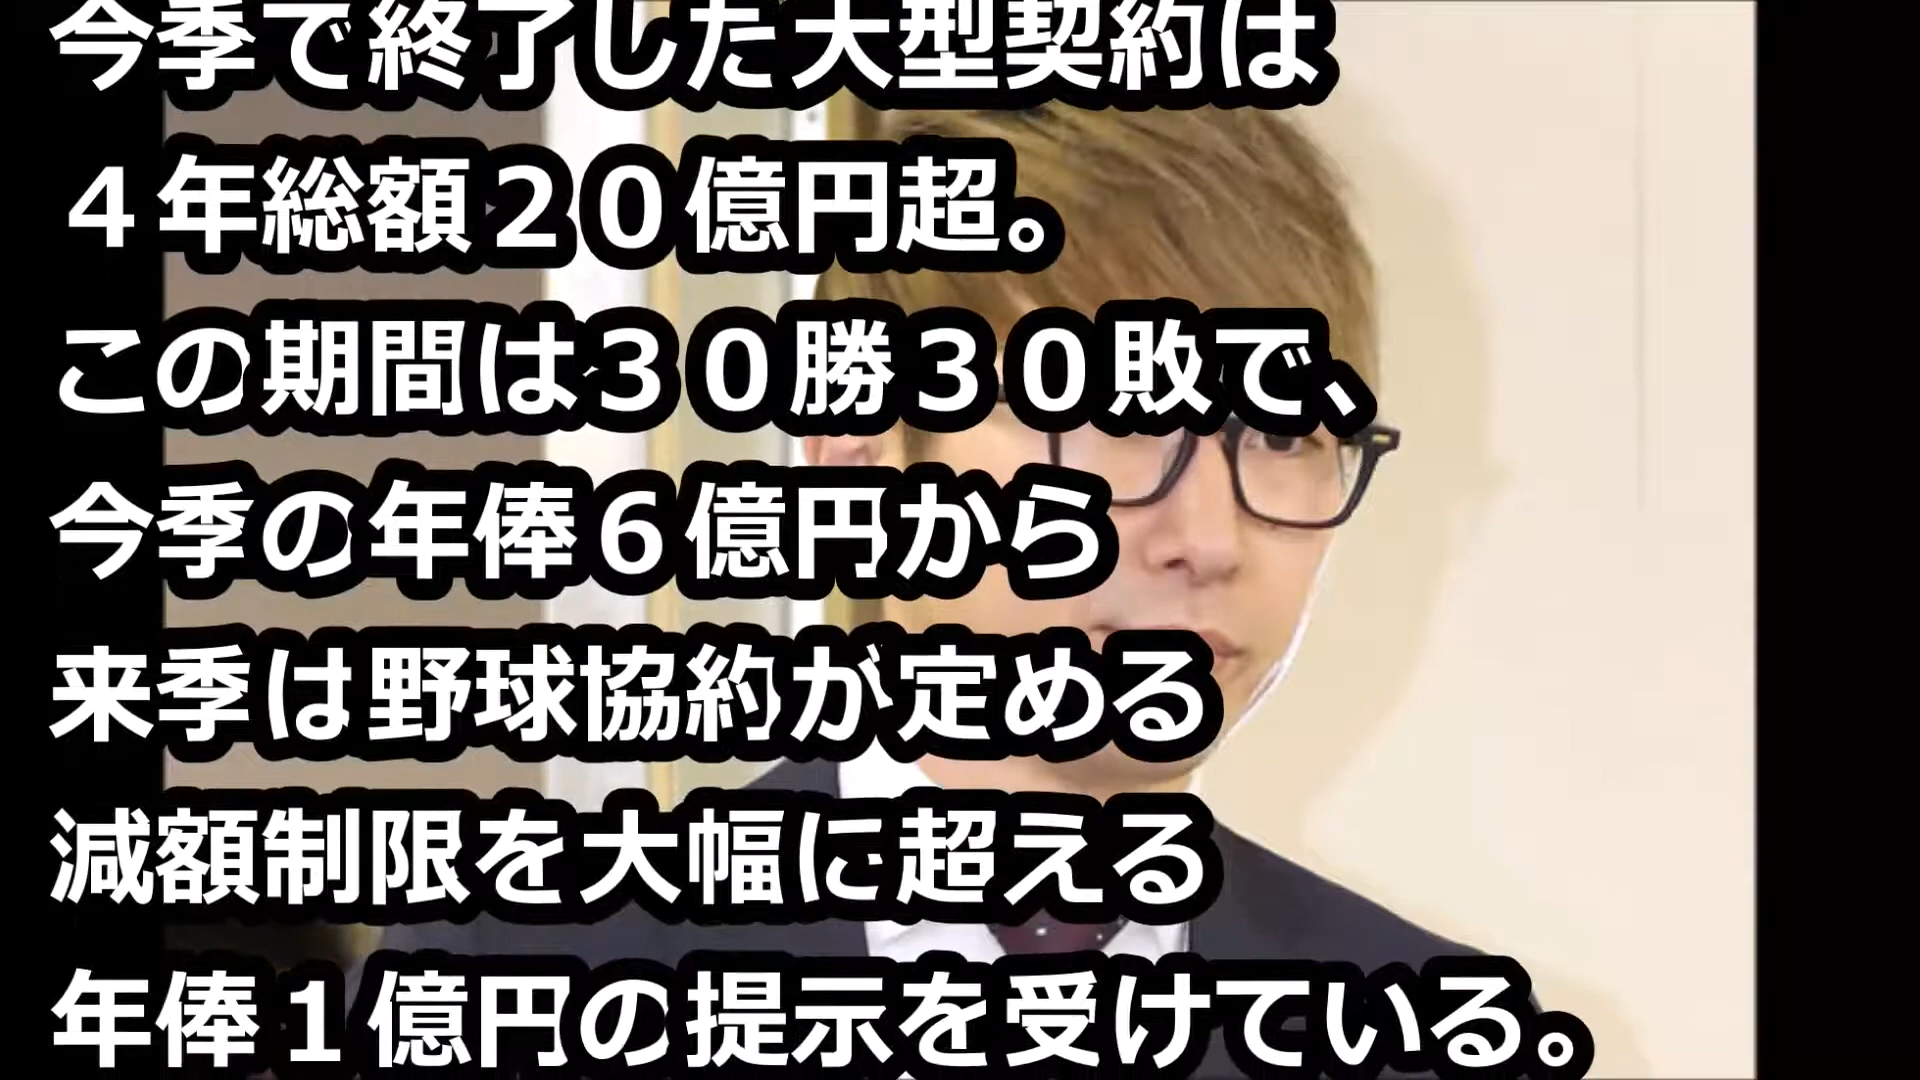 今季で終了した大型契約は
４年総額２０億円超。
この期間は３０勝３０敗で、
今季の年俸６億円から
来季は野球協約が定める
減額制限を大幅に超える
年俸１億円の提示を受けている。